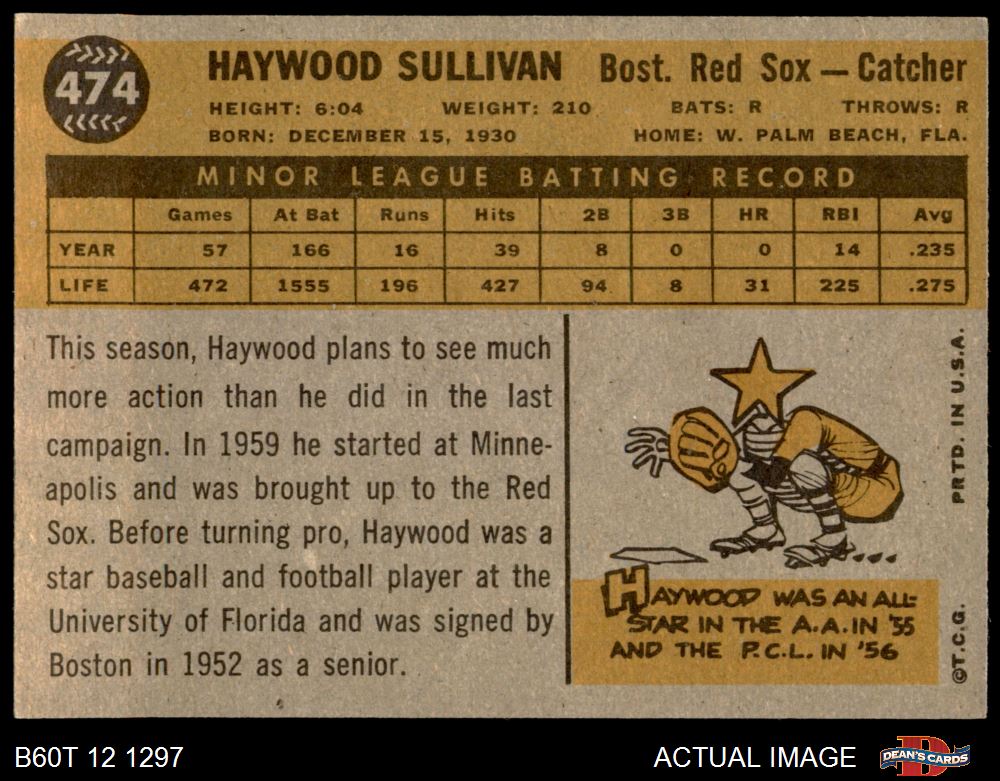 474
HAYWOOD SULLIVAN Bost. Red Sox — Catcher
HEIGHT: 6:04 WEIGHT: 210 BATS: R THROWS: R
BORN: DECEMBER 15, 1930 HOME: W. PALM BEACH, FLA.
MINOR LEAGUE BATTING RECORD
Games At Bat Runs Hits 2B 3B HR RBI Avg
YEAR 57 166 16 39 8 0 0 14 .235
LIFE 472 1555 196 427 94 8 31 225 .275
This season, Haywood plans to see much
more action than he did in the last
campaign. In 1959 he started at Minne-
apolis and was brought up to the Red
Sox. Before turning pro, Haywood was a
star baseball and football player at the
University of Florida and was signed by
Boston in 1952 as a senior.
HAYWOOD WAS AN ALL-
STAR IN THE A.A. IN '55
AND THE P.C.L. IN '56
PRTD. IN U.S.A.
©T.C.G.
B60T 12 1297
ACTUAL IMAGE
D
DEAN'S CARDS